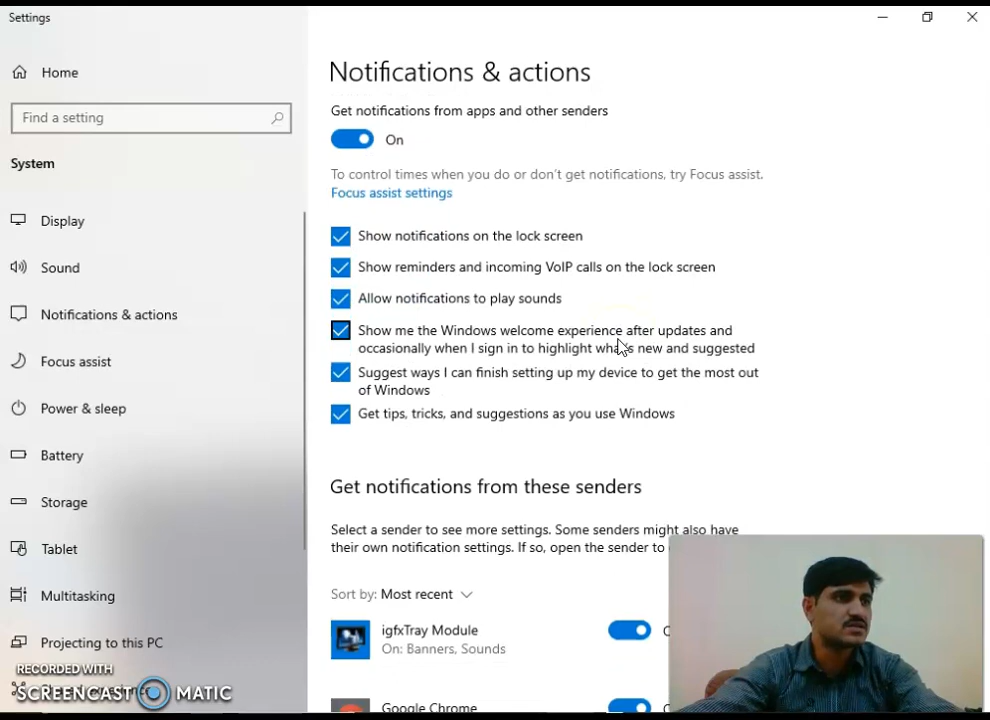 Settings
Home
Find a setting
System
Display
Sound
Notifications & actions
Focus assist
Power & sleep
Battery
Storage
Tablet
Multitasking
Projecting to this PC
RECORDED WITH
SCREENCAST MATIC
Notifications & actions
Get notifications from apps and other senders
On
To control times when you do or don't get notifications, try Focus assist.
Focus assist settings
Show notifications on the lock screen
Show reminders and incoming VoIP calls on the lock screen
Allow notifications to play sounds
Show me the Windows welcome experience after updates and
occasionally when I sign in to highlight what's new and suggested
Suggest ways I can finish setting up my device to get the most out
of Windows
Get tips, tricks, and suggestions as you use Windows
Get notifications from these senders
Select a sender to see more settings. Some senders might also have
their own notification settings. If so, open the sender to
Sort by: Most recent
igfxTray Module
On: Banners, Sounds
Google Chrome